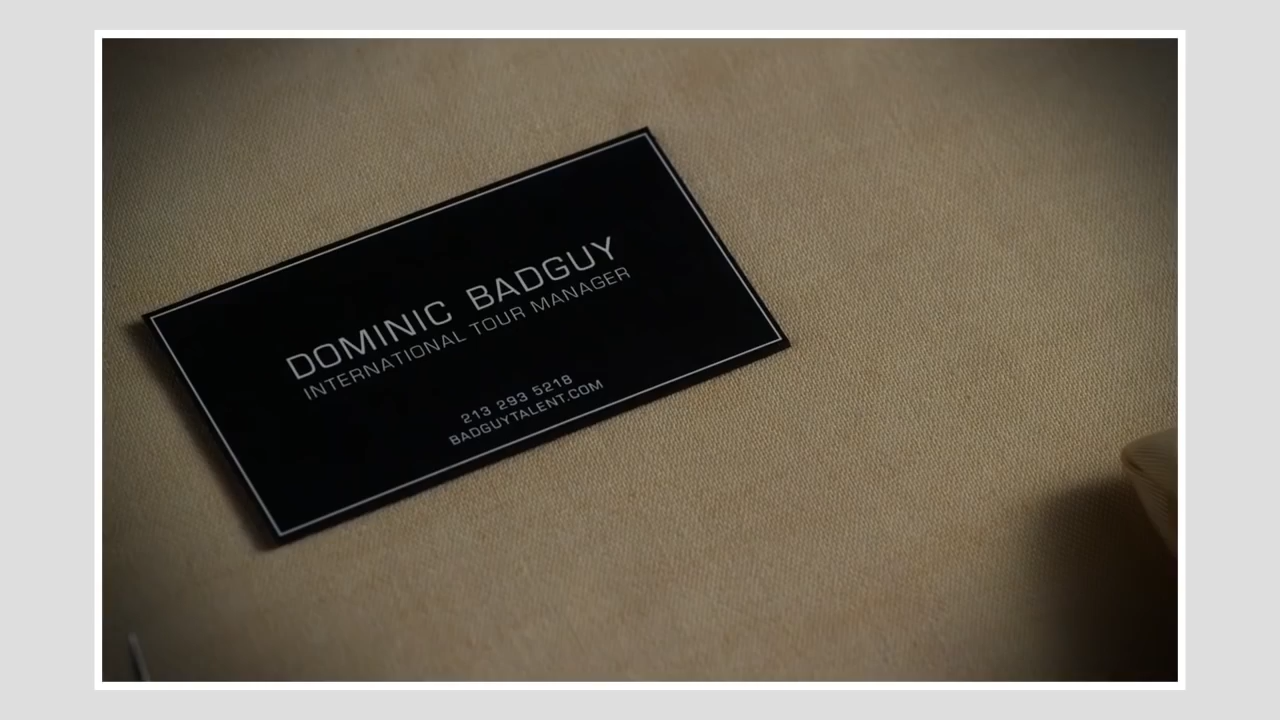 DOMINIC BADGUY
INTERNATIONAL TOUR MANAGER
213 293 5218
BADGUYTALENT.COM